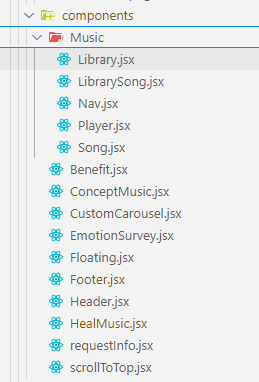 components
Music
Library.jsx
LibrarySong.jsx
Nav.jsx
Player.jsx
Song.jsx
Benefit.jsx
ConceptMusic.jsx
CustomCarousel.jsx
EmotionSurvey.jsx
Floating.jsx
Footer.jsx
Header.jsx
HealMusic.jsx
requestInfo.jsx
scrollToTop.jsx